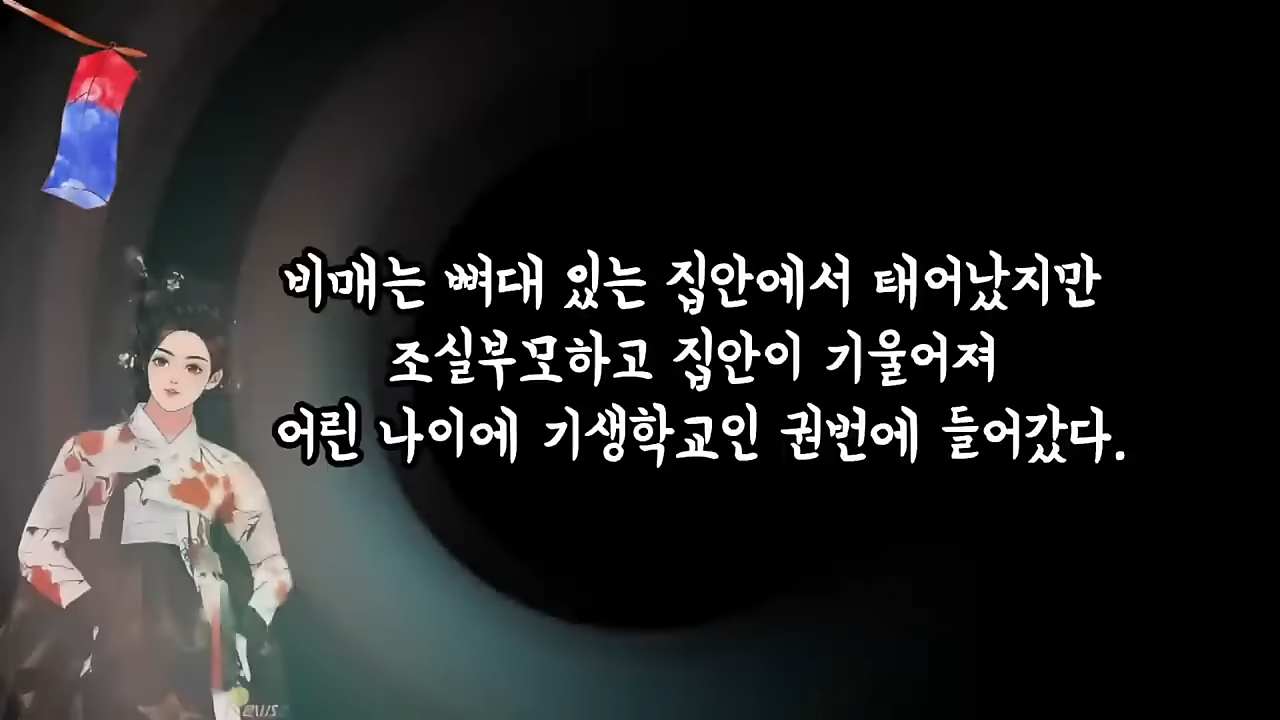 비매는 뼈대 있는 집안에서 태어났지만
조실부모하고 집안이 기울어져
어린 나이에 기생학교인 권번에 들어갔다.